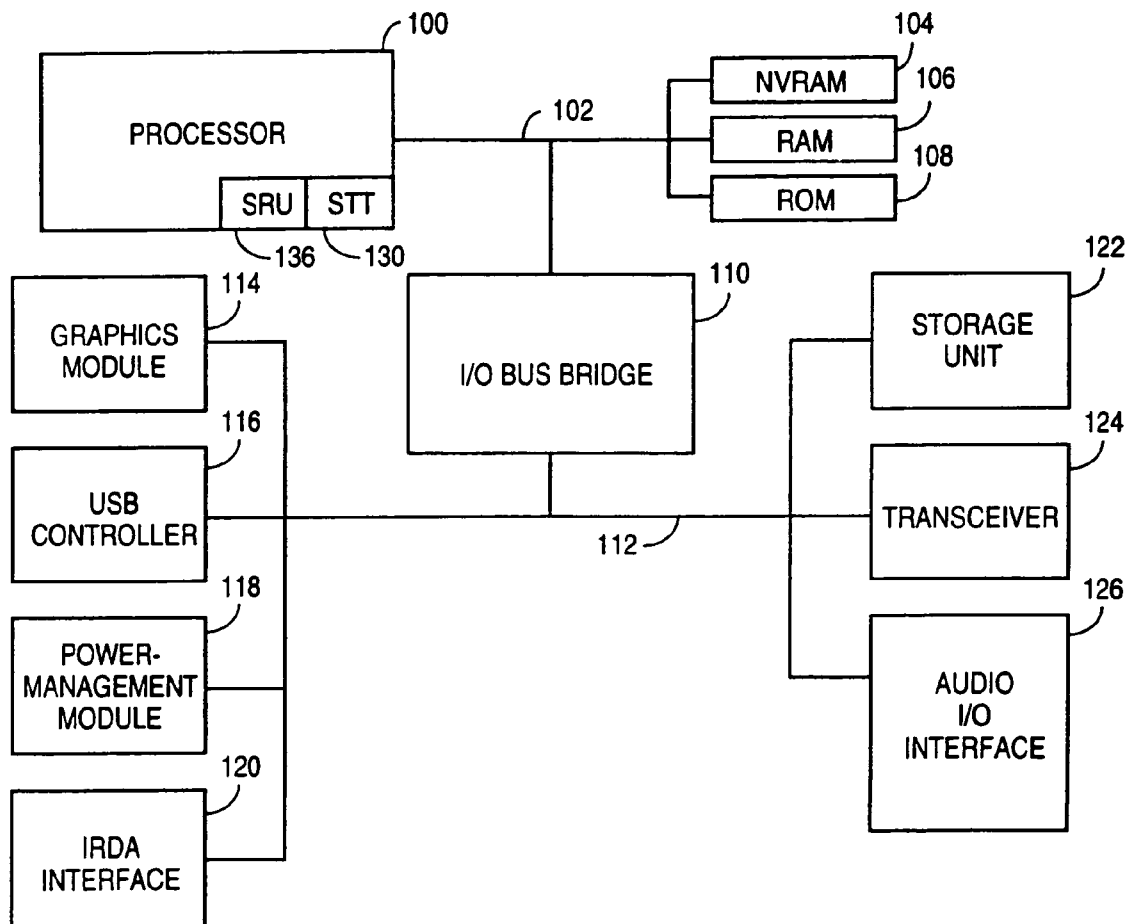 100
PROCESSOR
SRU STT
136 130
102
104
NVRAM
106
RAM
108
ROM
110
I/O BUS BRIDGE
112
114
GRAPHICS
MODULE
116
USB
CONTROLLER
118
POWER-
MANAGEMENT
MODULE
120
IRDA
INTERFACE
122
STORAGE
UNIT
124
TRANSCEIVER
126
AUDIO
I/O
INTERFACE